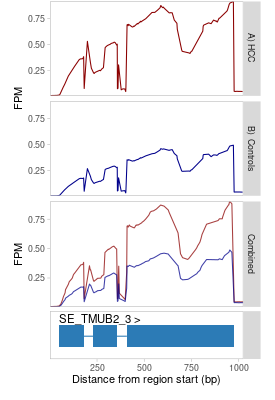 0.75
0.50
0.25
A) HCC
FPM
0.75
0.50
0.25
B) Controls
0.75
0.50
0.25
Combined
FPM
SE_TMUB2_3 >
250 500 750 1000
Distance from region start (bp)